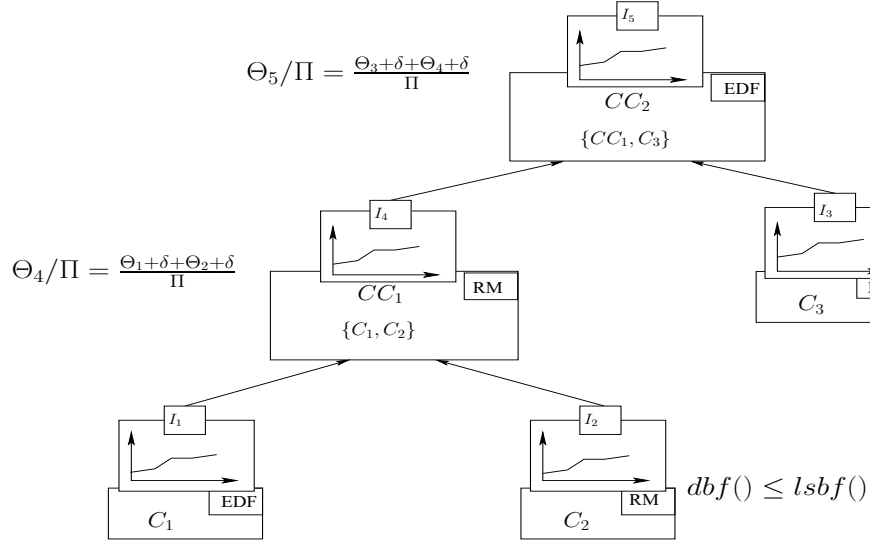 I₅
Θ₅/Π = (Θ₃+δ+Θ₄+δ)/Π
EDF
CC₂
{CC₁, C₃}
I₄
I₃
Θ₄/Π = (Θ₁+δ+Θ₂+δ)/Π
RM
CC₁
C₃
{C₁, C₂}
I₁
I₂
EDF
RM
dbf() ≤ lsbf()
C₁
C₂